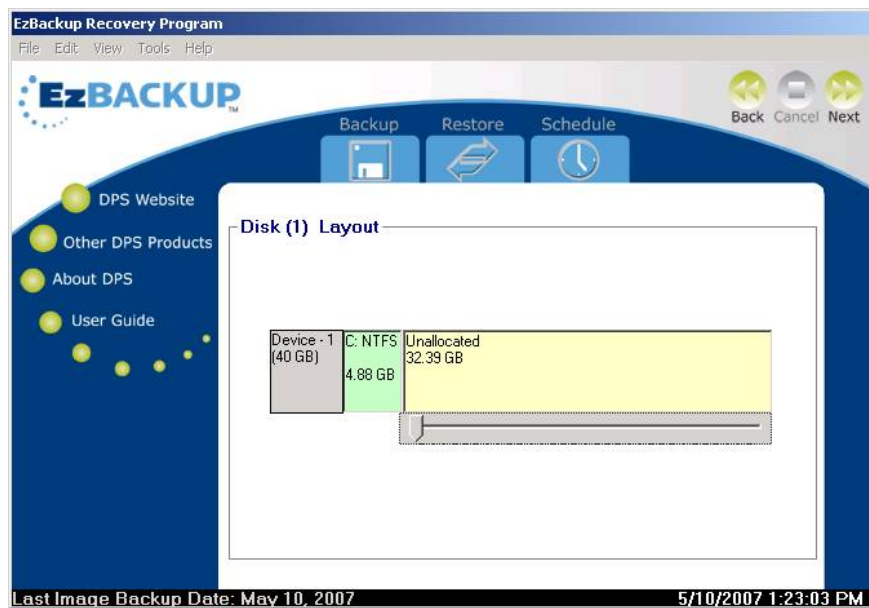 EzBackup Recovery Program
File Edit View Tools Help
EzBACKUP™
Backup Restore Schedule
Back Cancel Next
DPS Website
Other DPS Products
About DPS
User Guide
Disk (1) Layout
Device - 1
(40 GB)
C: NTFS
4.88 GB
Unallocated
32.39 GB
Last Image Backup Date: May 10, 2007
5/10/2007 1:23:03 PM